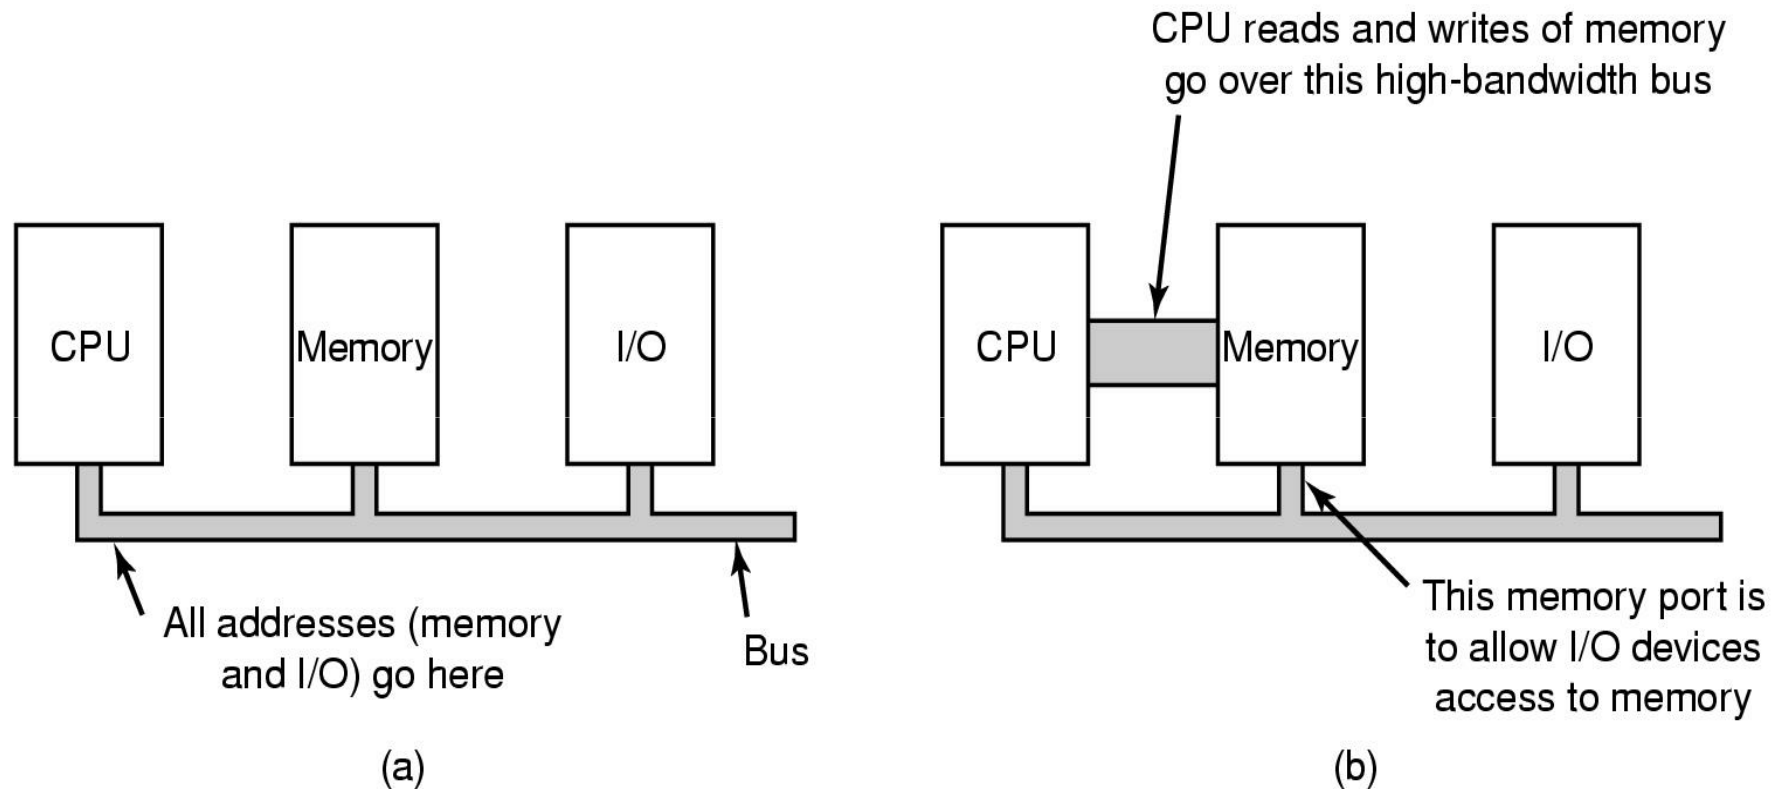 CPU
Memory
I/O
All addresses (memory
and I/O) go here
Bus
(a)
CPU reads and writes of memory
go over this high-bandwidth bus
CPU
Memory
I/O
This memory port is
to allow I/O devices
access to memory
(b)